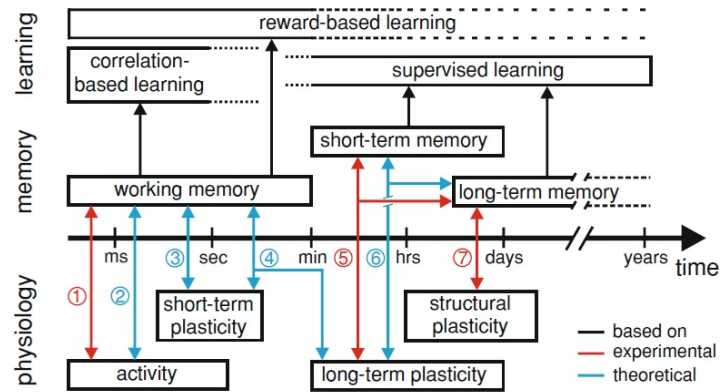 learning
reward-based learning
correlation-
based learning
supervised learning
memory
short-term memory
working memory
long-term memory
ms
sec
min
hrs
days
years
time
①
②
③
④
⑤
⑥
⑦
physiology
short-term
plasticity
structural
plasticity
activity
long-term plasticity
based on
experimental
theoretical